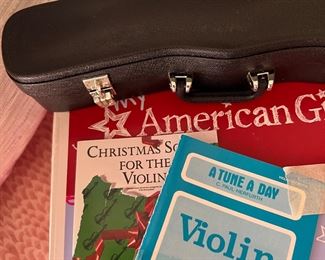 My
American Gi
CHRISTMAS SO
FOR THE
VIOLIN
A TUNE A DAY
C. PAUL HERFURTH
Violin